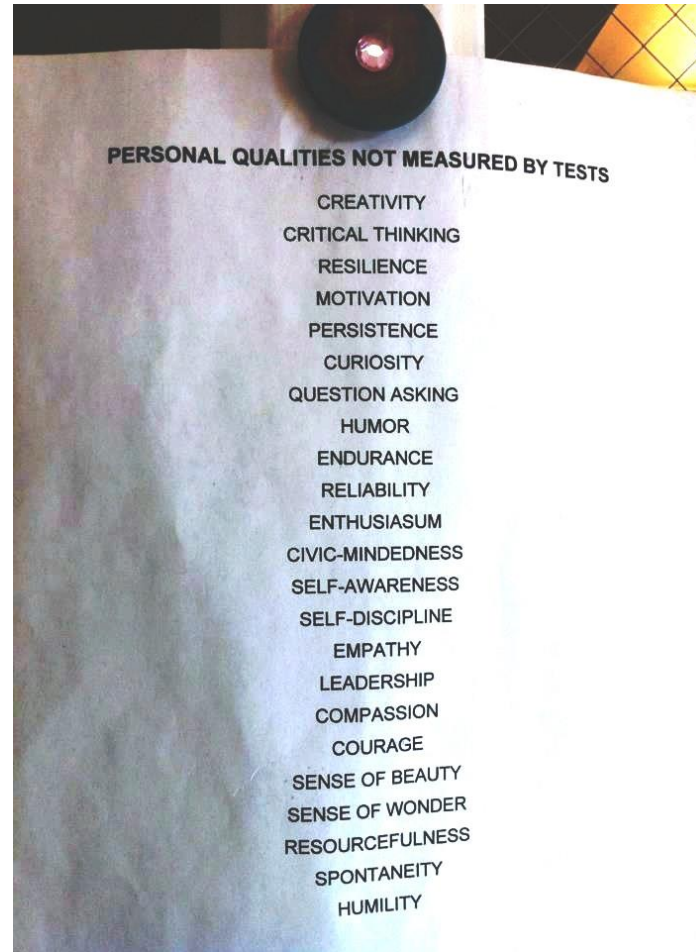 PERSONAL QUALITIES NOT MEASURED BY TESTS
CREATIVITY
CRITICAL THINKING
RESILIENCE
MOTIVATION
PERSISTENCE
CURIOSITY
QUESTION ASKING
HUMOR
ENDURANCE
RELIABILITY
ENTHUSIASUM
CIVIC-MINDEDNESS
SELF-AWARENESS
SELF-DISCIPLINE
EMPATHY
LEADERSHIP
COMPASSION
COURAGE
SENSE OF BEAUTY
SENSE OF WONDER
RESOURCEFULNESS
SPONTANEITY
HUMILITY